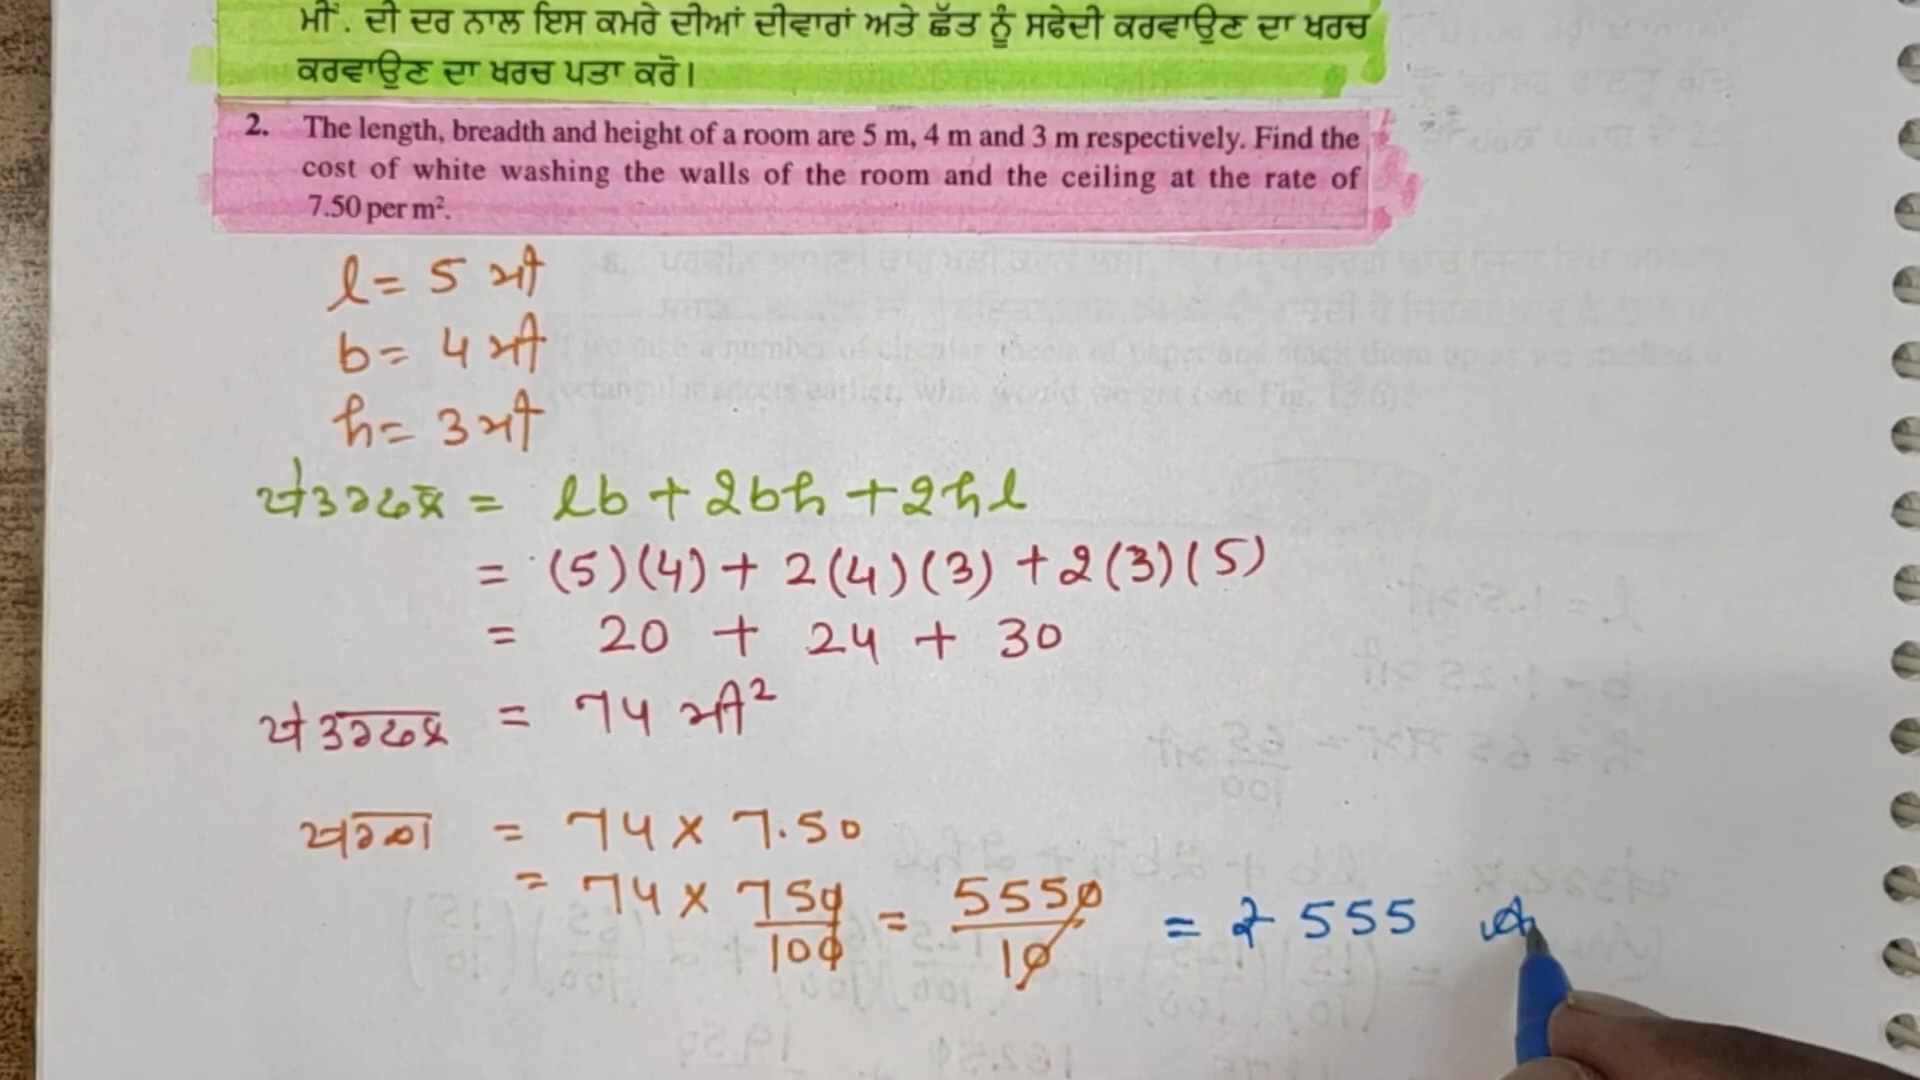 ਮੀਂ. ਦੀ ਦਰ ਨਾਲ ਇਸ ਕਮਰੇ ਦੀਆਂ ਦੀਵਾਰਾਂ ਅਤੇ ਛੱਤ ਨੂੰ ਸਫੇਦੀ ਕਰਵਾਉਣ ਦਾ ਖਰਚ
ਕਰਵਾਉਣ ਦਾ ਖਰਚ ਪਤਾ ਕਰੋ।
2. The length, breadth and height of a room are 5 m, 4 m and 3 m respectively. Find the
cost of white washing the walls of the room and the ceiling at the rate of
7.50 per m².
l = 5 ਮੀ
b = 4 ਮੀ
h = 3 ਮੀ
ਖੇਤਰਫਲ = lb + 2bh + 2hl
= (5)(4) + 2(4)(3) + 2(3)(5)
= 20 + 24 + 30
ਖੇਤਰਫਲ = 74 ਮੀ²
ਖਰਚਾ = 74 × 7.50
= 74 × 750/100 = 5550/10 = ₹ 555